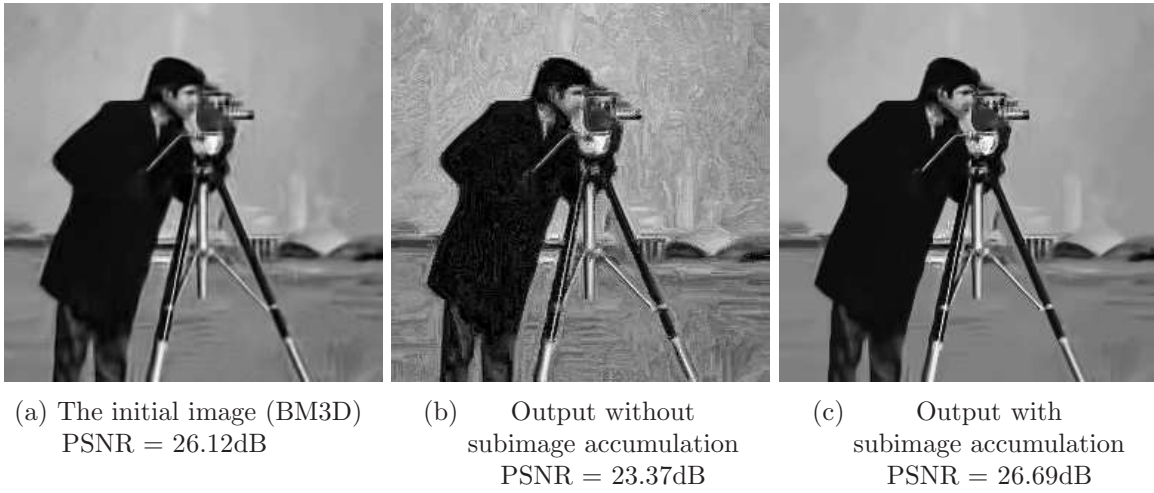 (a) The initial image (BM3D)
PSNR = 26.12dB
(b) Output without
subimage accumulation
PSNR = 23.37dB
(c) Output with
subimage accumulation
PSNR = 26.69dB